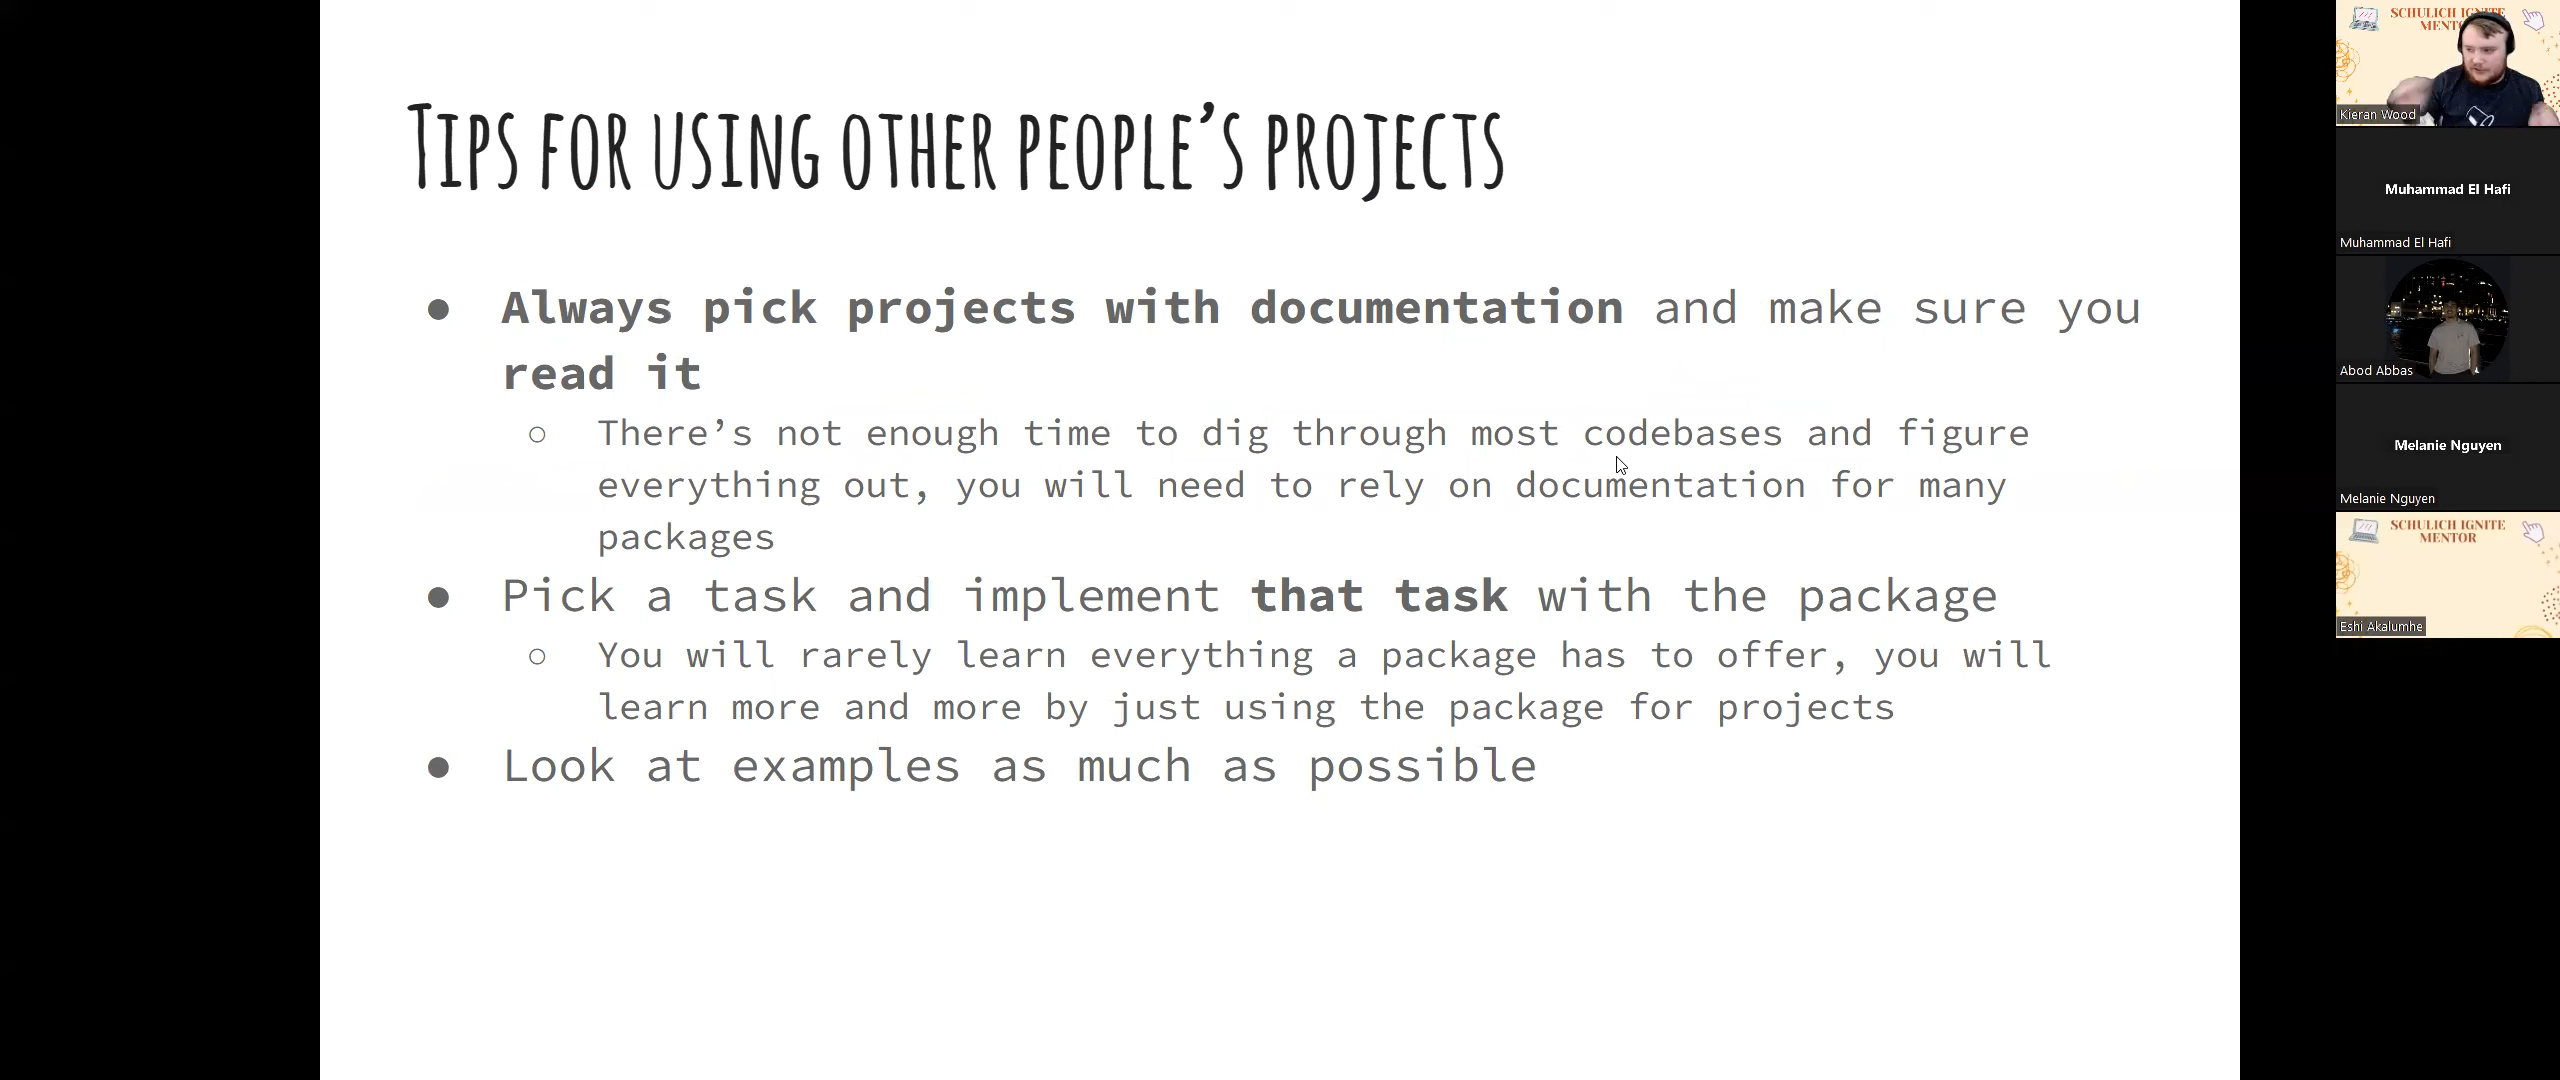 Tips for using other people’s projects
● Always pick projects with documentation and make sure you
read it
○ There’s not enough time to dig through most codebases and figure
everything out, you will need to rely on documentation for many
packages
● Pick a task and implement that task with the package
○ You will rarely learn everything a package has to offer, you will
learn more and more by just using the package for projects
● Look at examples as much as possible
SCHULICH IGNITE
Kieran Wood
Muhammad El Hafi
Muhammad El Hafi
Abod Abbas
Melanie Nguyen
Melanie Nguyen
SCHULICH IGNITE
MENTOR
Eshi Akalumhe